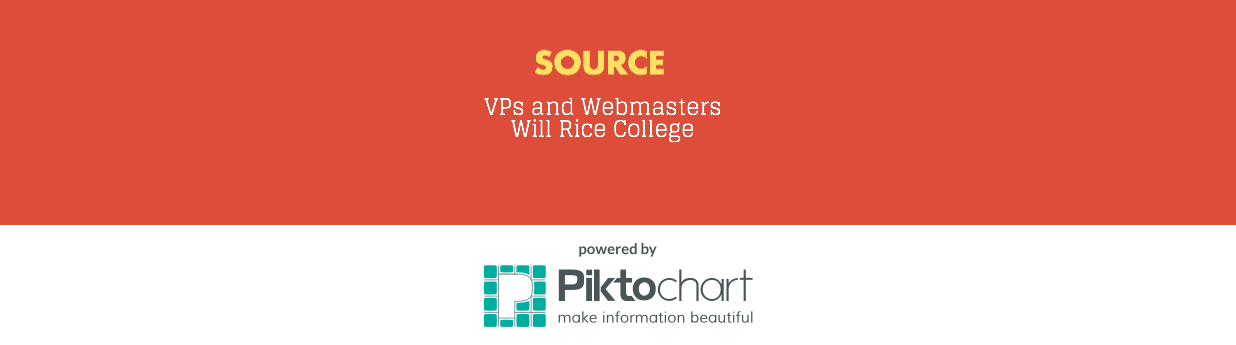 SOURCE
VPs and Webmasters
Will Rice College
powered by
Piktochart
make information beautiful